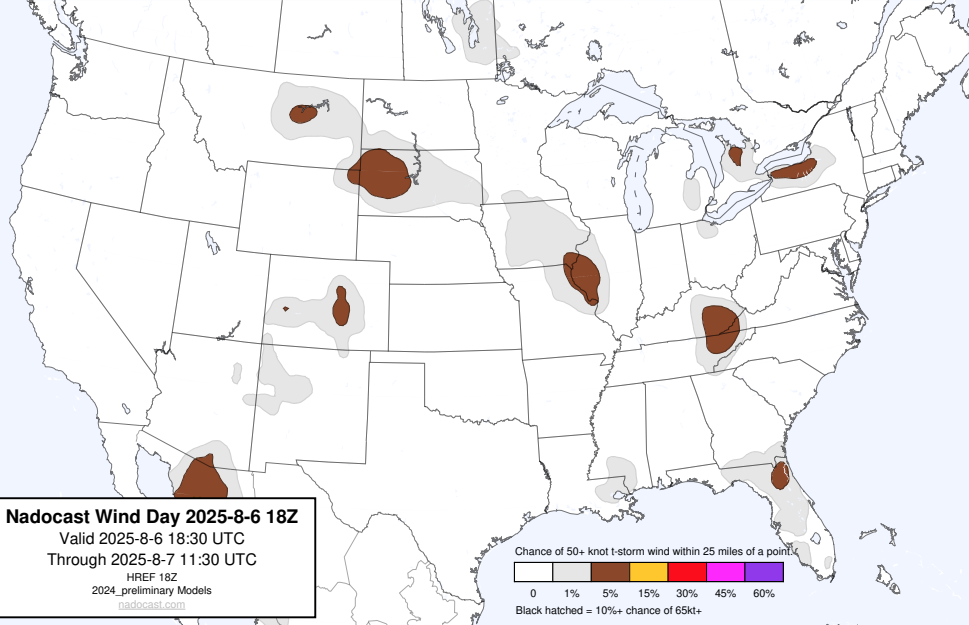 Nadocast Wind Day 2025-8-6 18Z
Valid 2025-8-6 18:30 UTC
Through 2025-8-7 11:30 UTC
HREF 18Z
2024_preliminary Models
nadocast.com
Chance of 50+ knot t-storm wind within 25 miles of a point.
0 1% 5% 15% 30% 45% 60%
Black hatched = 10%+ chance of 65kt+